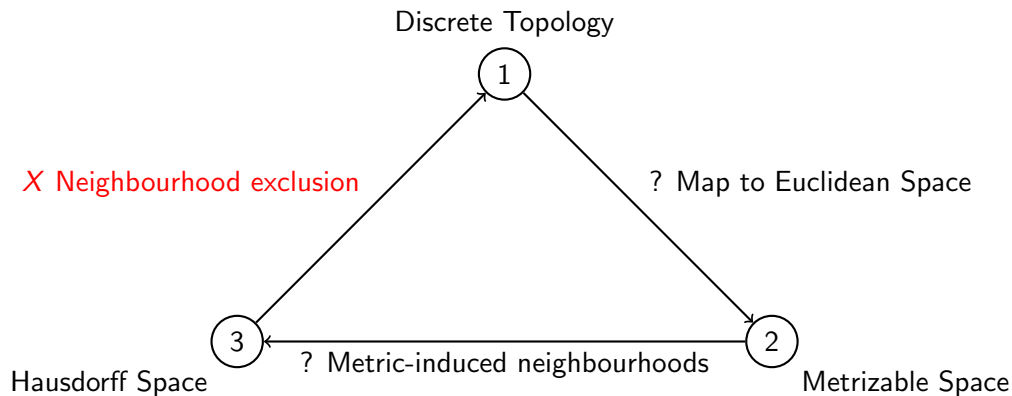 Discrete Topology
1
X Neighbourhood exclusion
? Map to Euclidean Space
3
2
? Metric-induced neighbourhoods
Hausdorff Space
Metrizable Space